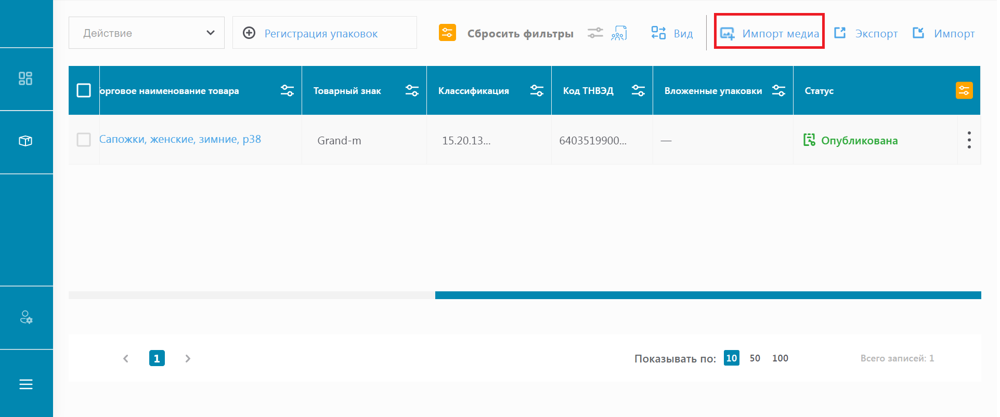 Действие
Регистрация упаковок
Сбросить фильтры
Вид
Импорт медиа
Экспорт
Импорт
орговое наименование товара
Товарный знак
Классификация
Код ТНВЭД
Вложенные упаковки
Статус
Сапожки, женские, зимние, р38
Grand-m
15.20.13...
6403519900...
—
Опубликована
1
Показывать по:
10
50
100
Всего записей: 1